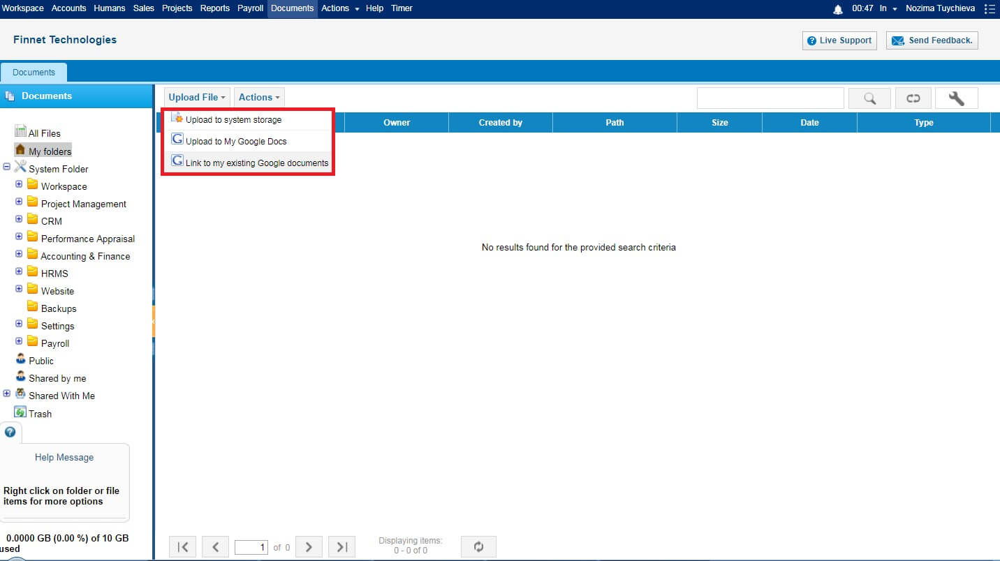 Workspace Accounts Humans Sales Projects Reports Payroll Documents Actions Help Timer 00:47 In Nozima Tuychieva
Finnet Technologies
Live Support
Send Feedback.
Documents
Documents
Upload File
Actions
Upload to system storage
Upload to My Google Docs
Link to my existing Google documents
Owner Created by Path Size Date Type
No results found for the provided search criteria
All Files
My folders
System Folder
Workspace
Project Management
CRM
Performance Appraisal
Accounting & Finance
HRMS
Website
Backups
Settings
Payroll
Public
Shared by me
Shared With Me
Trash
Help Message
Right click on folder or file
items for more options
0.0000 GB (0.00 %) of 10 GB
used
1 of 0
Displaying items:
0 - 0 of 0